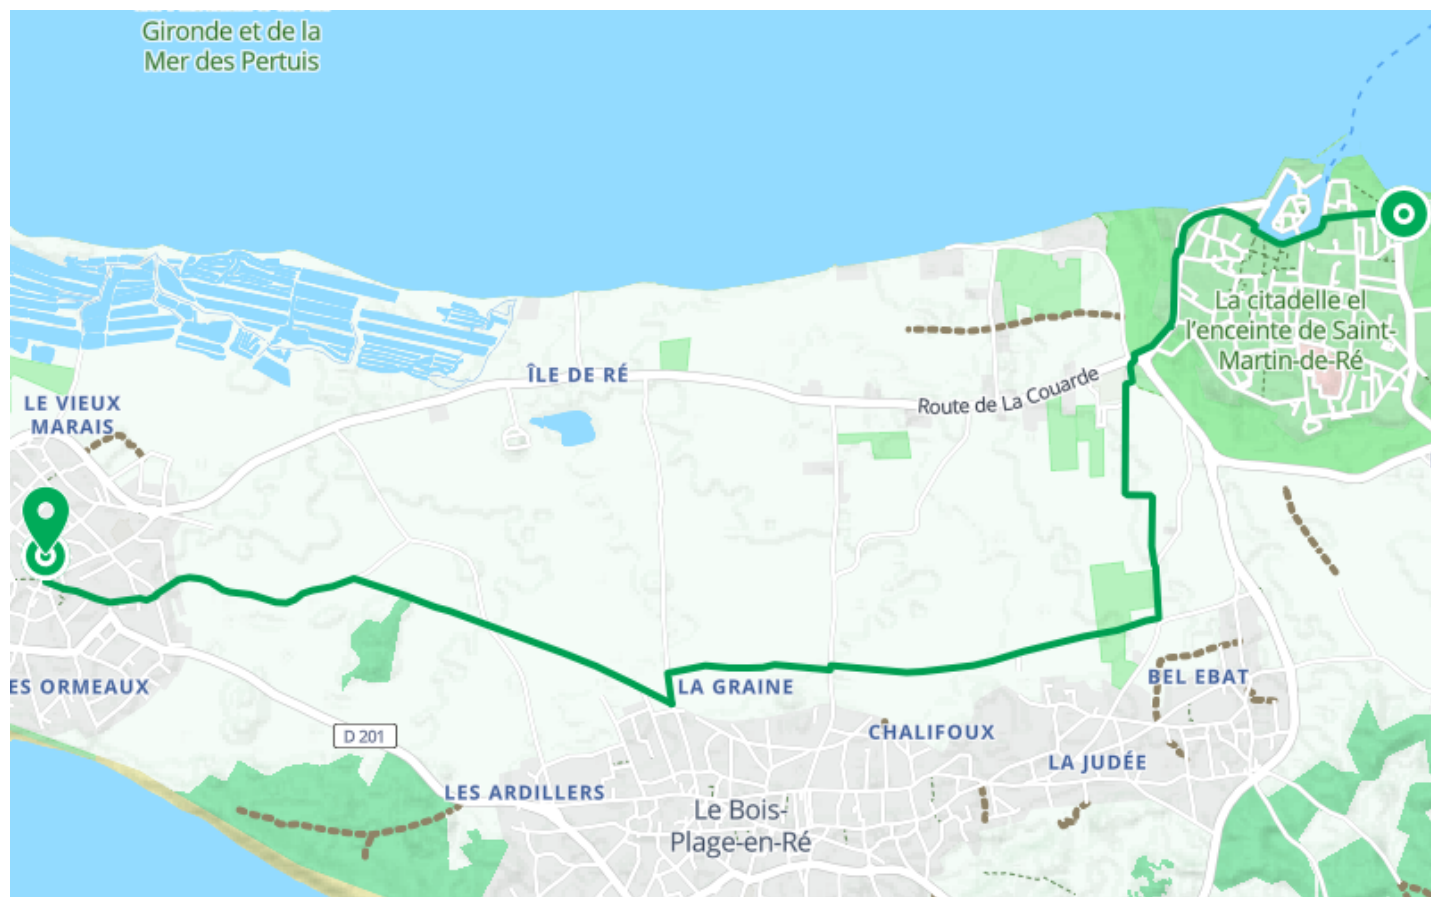 Gironde et de la
Mer des Pertuis
La citadelle el
l'enceinte de Saint-
Martin-de-Ré
ÎLE DE RÉ
Route de La Couarde
LE VIEUX
MARAIS
ES ORMEAUX
LA GRAINE
BEL EBAT
D 201
CHALIFOUX
LA JUDÉE
LES ARDILLERS
Le Bois-
Plage-en-Ré